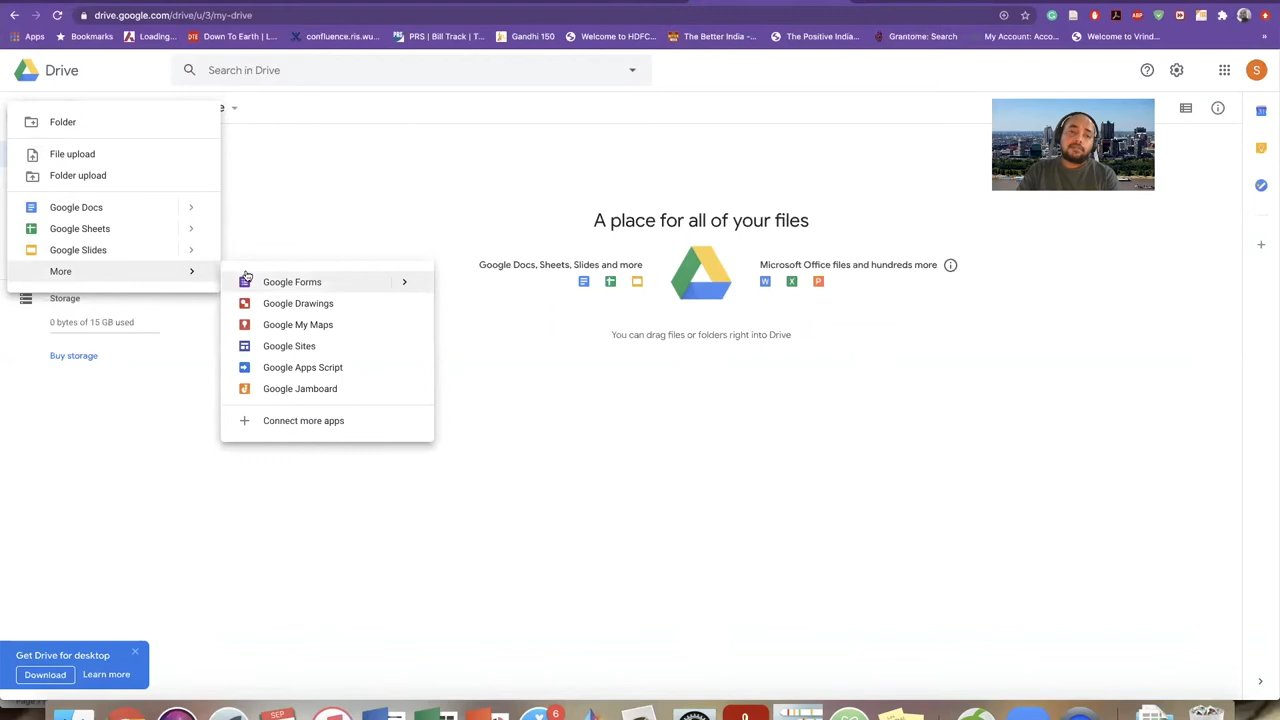 drive.google.com/drive/u/3/my-drive
Apps
Bookmarks
Loading...
Down To Earth I...
confluence.ris.wu...
PRS | Bill Track | T...
Gandhi 150
Welcome to HDFC...
The Better India -...
The Positive India...
Grantome: Search
My Account: Acco...
Welcome to Vrind...
»
Drive
Search in Drive
S
Folder
File upload
Folder upload
Google Docs
Google Sheets
Google Slides
More
Google Forms
Google Drawings
Google My Maps
Google Sites
Google Apps Script
Google Jamboard
Connect more apps
Storage
0 bytes of 15 GB used
Buy storage
A place for all of your files
Google Docs, Sheets, Slides and more
Microsoft Office files and hundreds more
W X P
You can drag files or folders right into Drive
Get Drive for desktop
Download
Learn more
SEP
6